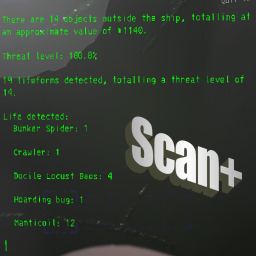 There are 14 objects outside the ship, totalling at
an approximate value of ■1140.
Threat level: 100.0%
19 lifeforms detected, totalling a threat level of
14.
Life detected:
Bunker Spider: 1
Crawler: 1
Docile Locust Bees: 4
Hoarding bug: 1
Manticoil: 12
Scan+